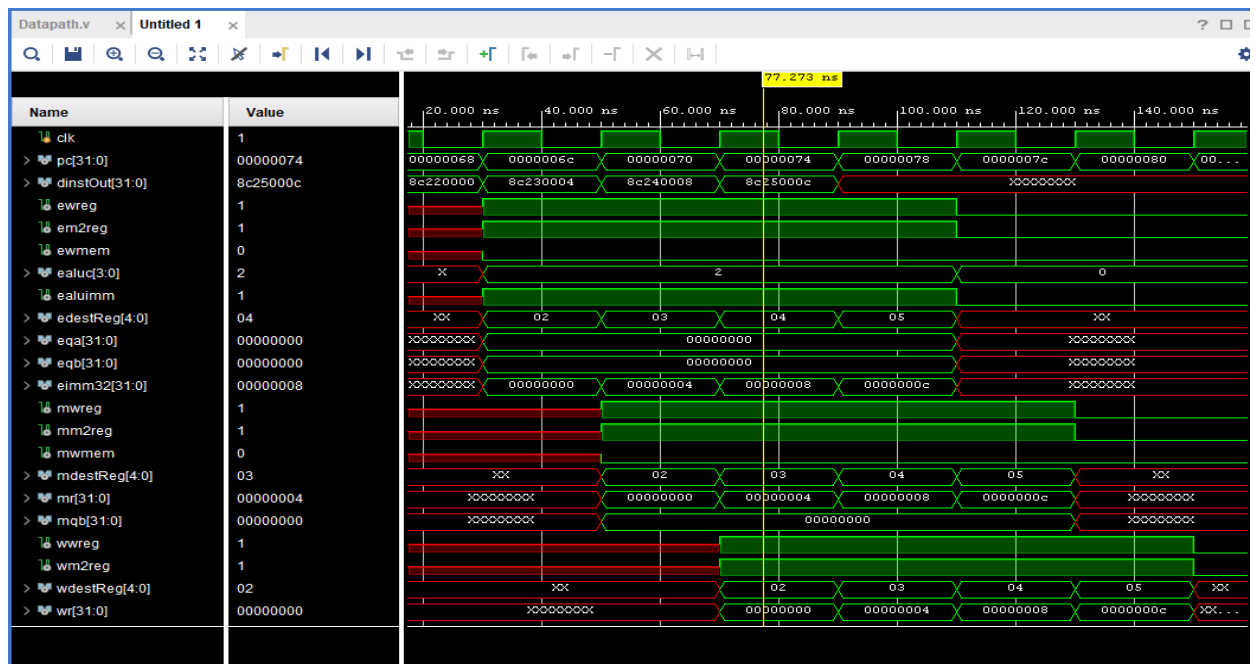 Datapath.v × Untitled 1 × ?
77.273 ns
Name Value 20.000 ns 40.000 ns 60.000 ns 80.000 ns 100.000 ns 120.000 ns 140.000 ns
clk 1
> pc[31:0] 00000074 00000068 0000006c 00000070 00000074 00000078 0000007c 00000080 00...
> dinstOut[31:0] 8c25000c 8c220000 8c230004 8c240008 8c25000c XXXXXXXX
ewreg 1
em2reg 1
ewmem 0
> ealuc[3:0] 2 X 2 0
ealuimm 1
> edestReg[4:0] 04 XX 02 03 04 05 XX
> eqa[31:0] 00000000 XXXXXXXX 00000000 XXXXXXXX
> eqb[31:0] 00000000 XXXXXXXX 00000000 XXXXXXXX
> eimm32[31:0] 00000008 XXXXXXXX 00000000 00000004 00000008 0000000c XXXXXXXX
mwreg 1
mm2reg 1
mwmem 0
> mdestReg[4:0] 03 XX 02 03 04 05 XX
> mr[31:0] 00000004 XXXXXXXX 00000000 00000004 00000008 0000000c XXXXXXXX
> mqb[31:0] 00000000 XXXXXXXX 00000000 XXXXXXXX
wwreg 1
wm2reg 1
> wdestReg[4:0] 02 XX 02 03 04 05 XX
> wr[31:0] 00000000 XXXXXXXX 00000000 00000004 00000008 0000000c XX...